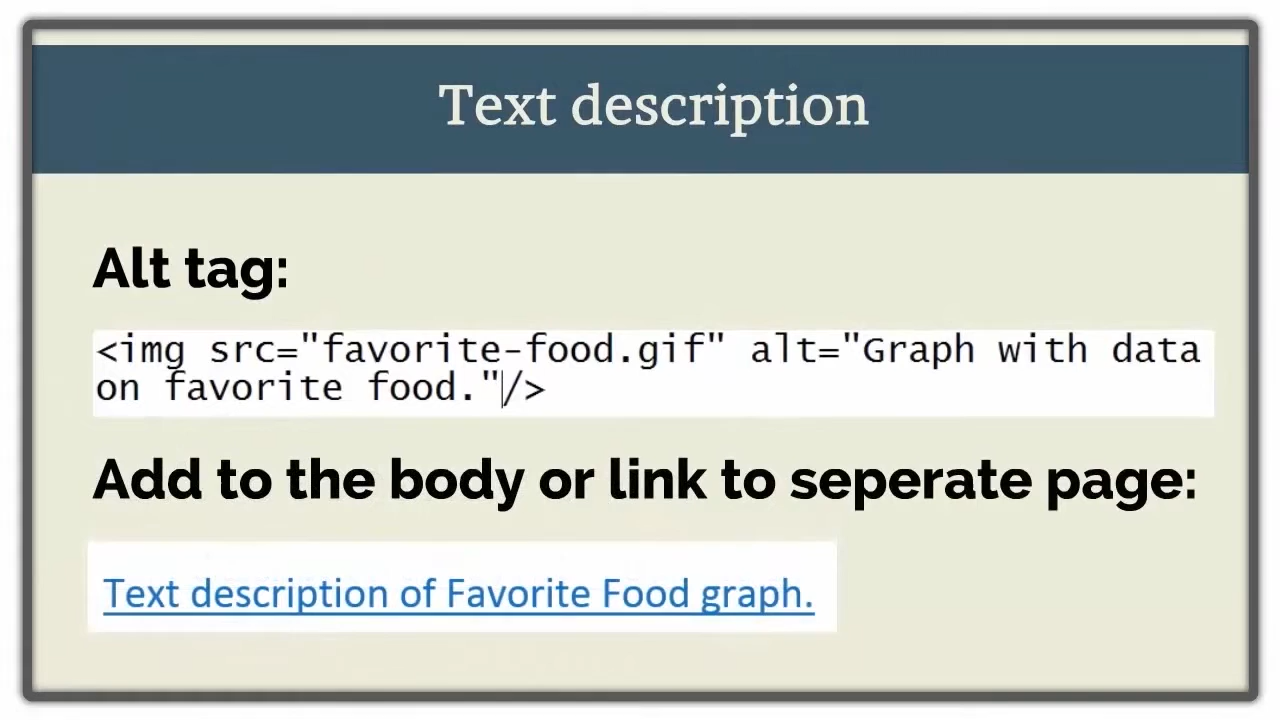 Text description
Alt tag:
<img src="favorite-food.gif" alt="Graph with data
on favorite food."/>
Add to the body or link to seperate page:
Text description of Favorite Food graph.